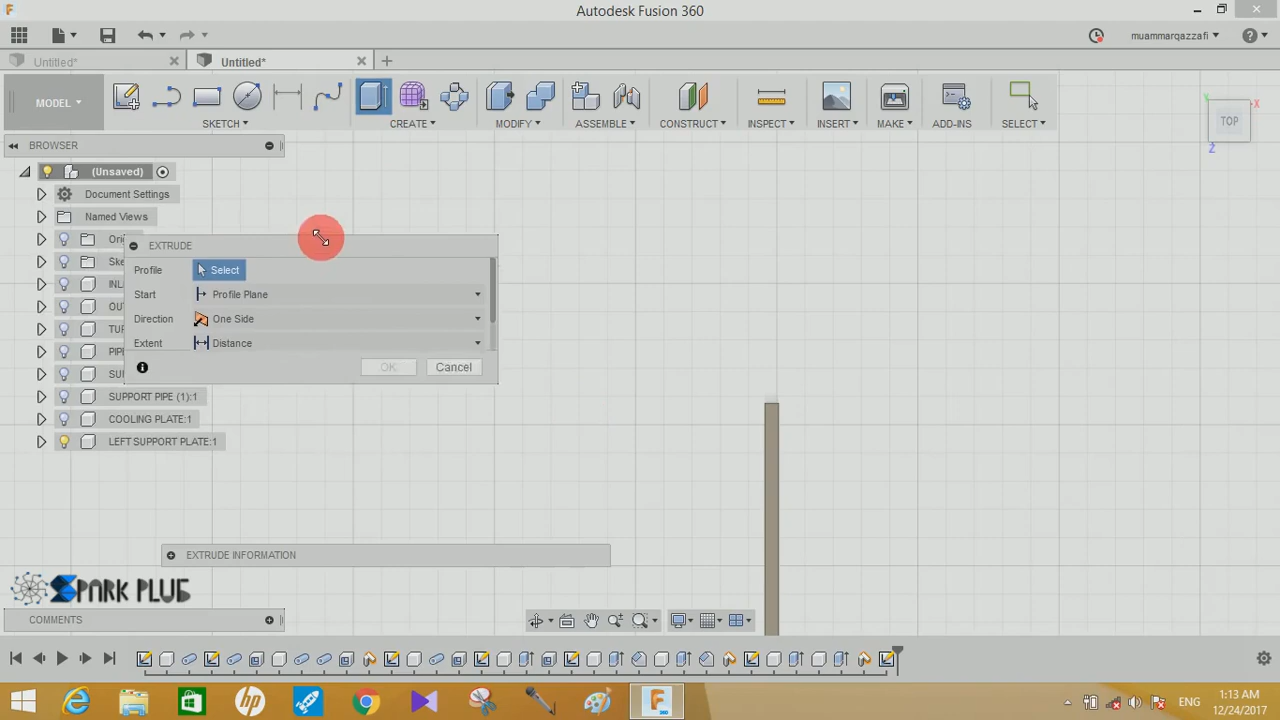 Autodesk Fusion 360
muammarqazzafi
Untitled*
Untitled*
MODEL
SKETCH
CREATE
MODIFY
ASSEMBLE
CONSTRUCT
INSPECT
INSERT
MAKE
ADD-INS
SELECT
TOP
X
Y
Z
BROWSER
(Unsaved)
Document Settings
Named Views
EXTRUDE
Profile
Select
Start
Profile Plane
Direction
One Side
Extent
Distance
OK
Cancel
SUPPORT PIPE (1):1
COOLING PLATE:1
LEFT SUPPORT PLATE:1
EXTRUDE INFORMATION
SPARK PLUG
COMMENTS
ENG
1:13 AM
12/24/2017